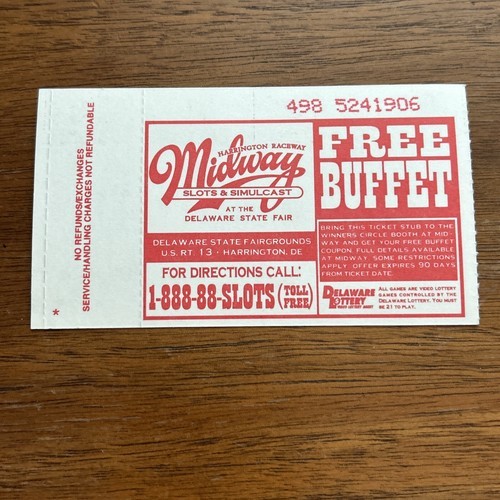 498 5241906
NO REFUNDS/EXCHANGES
SERVICE/HANDLING CHARGES NOT REFUNDABLE
*
HARRINGTON RACEWAY
Midway
SLOTS & SIMULCAST
AT THE
DELAWARE STATE FAIR
DELAWARE STATE FAIRGROUNDS
U.S. RT. 13 • HARRINGTON, DE
FOR DIRECTIONS CALL:
1-888-88-SLOTS (TOLL FREE)
FREE
BUFFET
BRING THIS TICKET STUB TO THE
WINNERS CIRCLE BOOTH AT MID-
WAY AND GET YOUR FREE BUFFET
COUPON. FULL DETAILS AVAILABLE
AT MIDWAY. SOME RESTRICTIONS
APPLY. OFFER EXPIRES 90 DAYS
FROM TICKET DATE.
DELAWARE
LOTTERY
VIDEO LOTTERY AGENT
ALL GAMES ARE VIDEO LOTTERY
GAMES CONTROLLED BY THE
DELAWARE LOTTERY. YOU MUST
BE 21 TO PLAY.